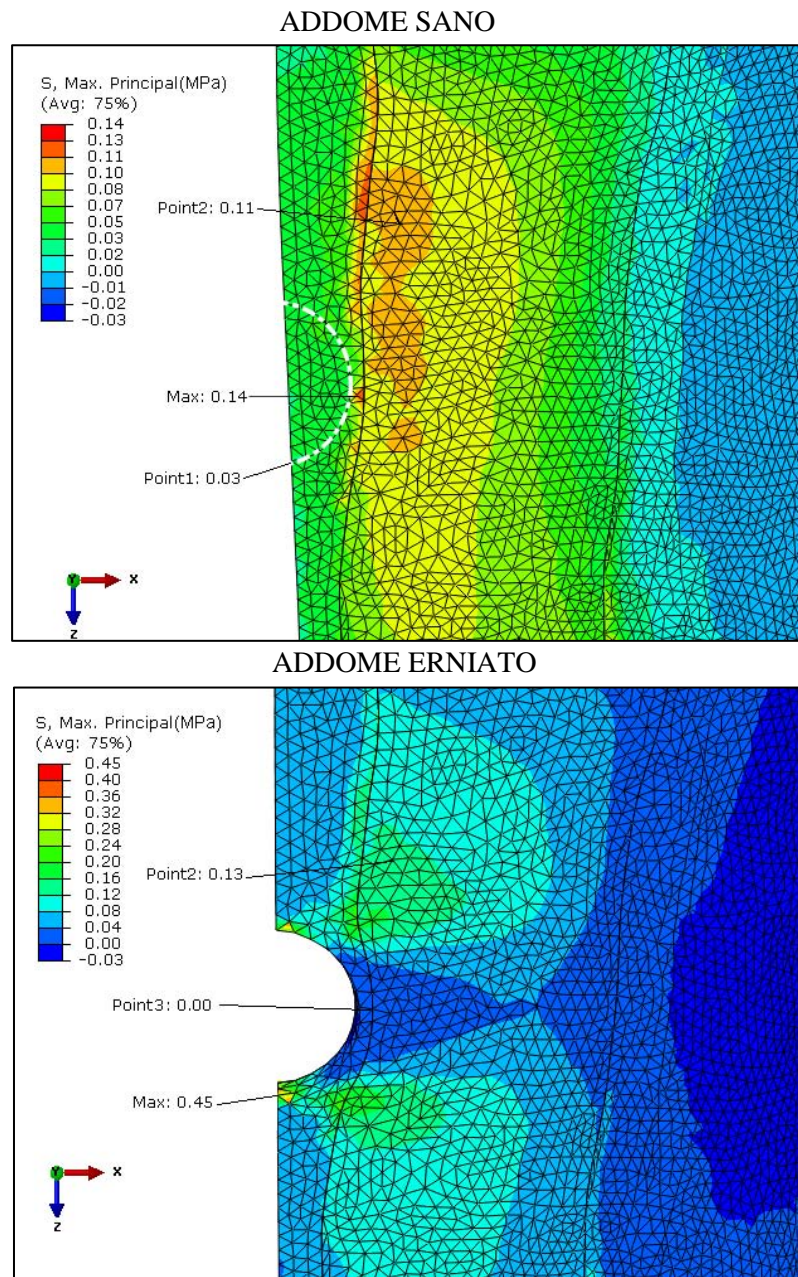 ADDOME SANO
S, Max. Principal(MPa)
(Avg: 75%)
0.14
0.13
0.11
0.10
0.08
0.07
0.05
0.03
0.02
0.00
-0.01
-0.02
-0.03
Point2: 0.11
Max: 0.14
Point1: 0.03
Y
X
Z
ADDOME ERNIATO
S, Max. Principal(MPa)
(Avg: 75%)
0.45
0.40
0.36
0.32
0.28
0.24
0.20
0.16
0.12
0.08
0.04
0.00
-0.03
Point2: 0.13
Point3: 0.00
Max: 0.45
Y
X
Z